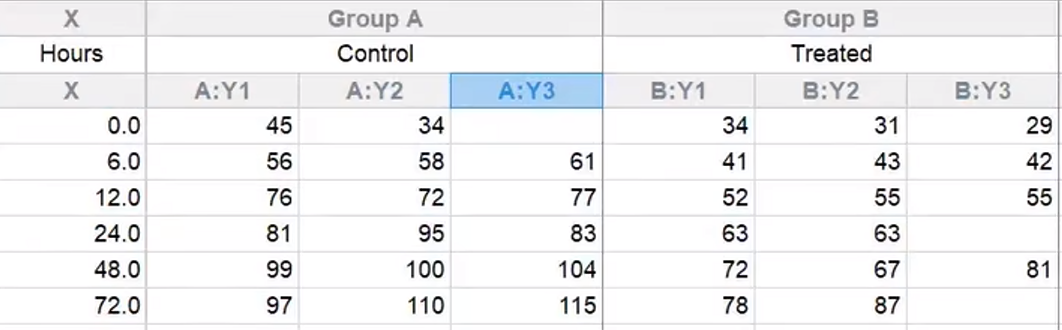 X Group A Group B
Hours Control Treated
X A:Y1 A:Y2 A:Y3 B:Y1 B:Y2 B:Y3
0.0 45 34 34 31 29
6.0 56 58 61 41 43 42
12.0 76 72 77 52 55 55
24.0 81 95 83 63 63
48.0 99 100 104 72 67 81
72.0 97 110 115 78 87